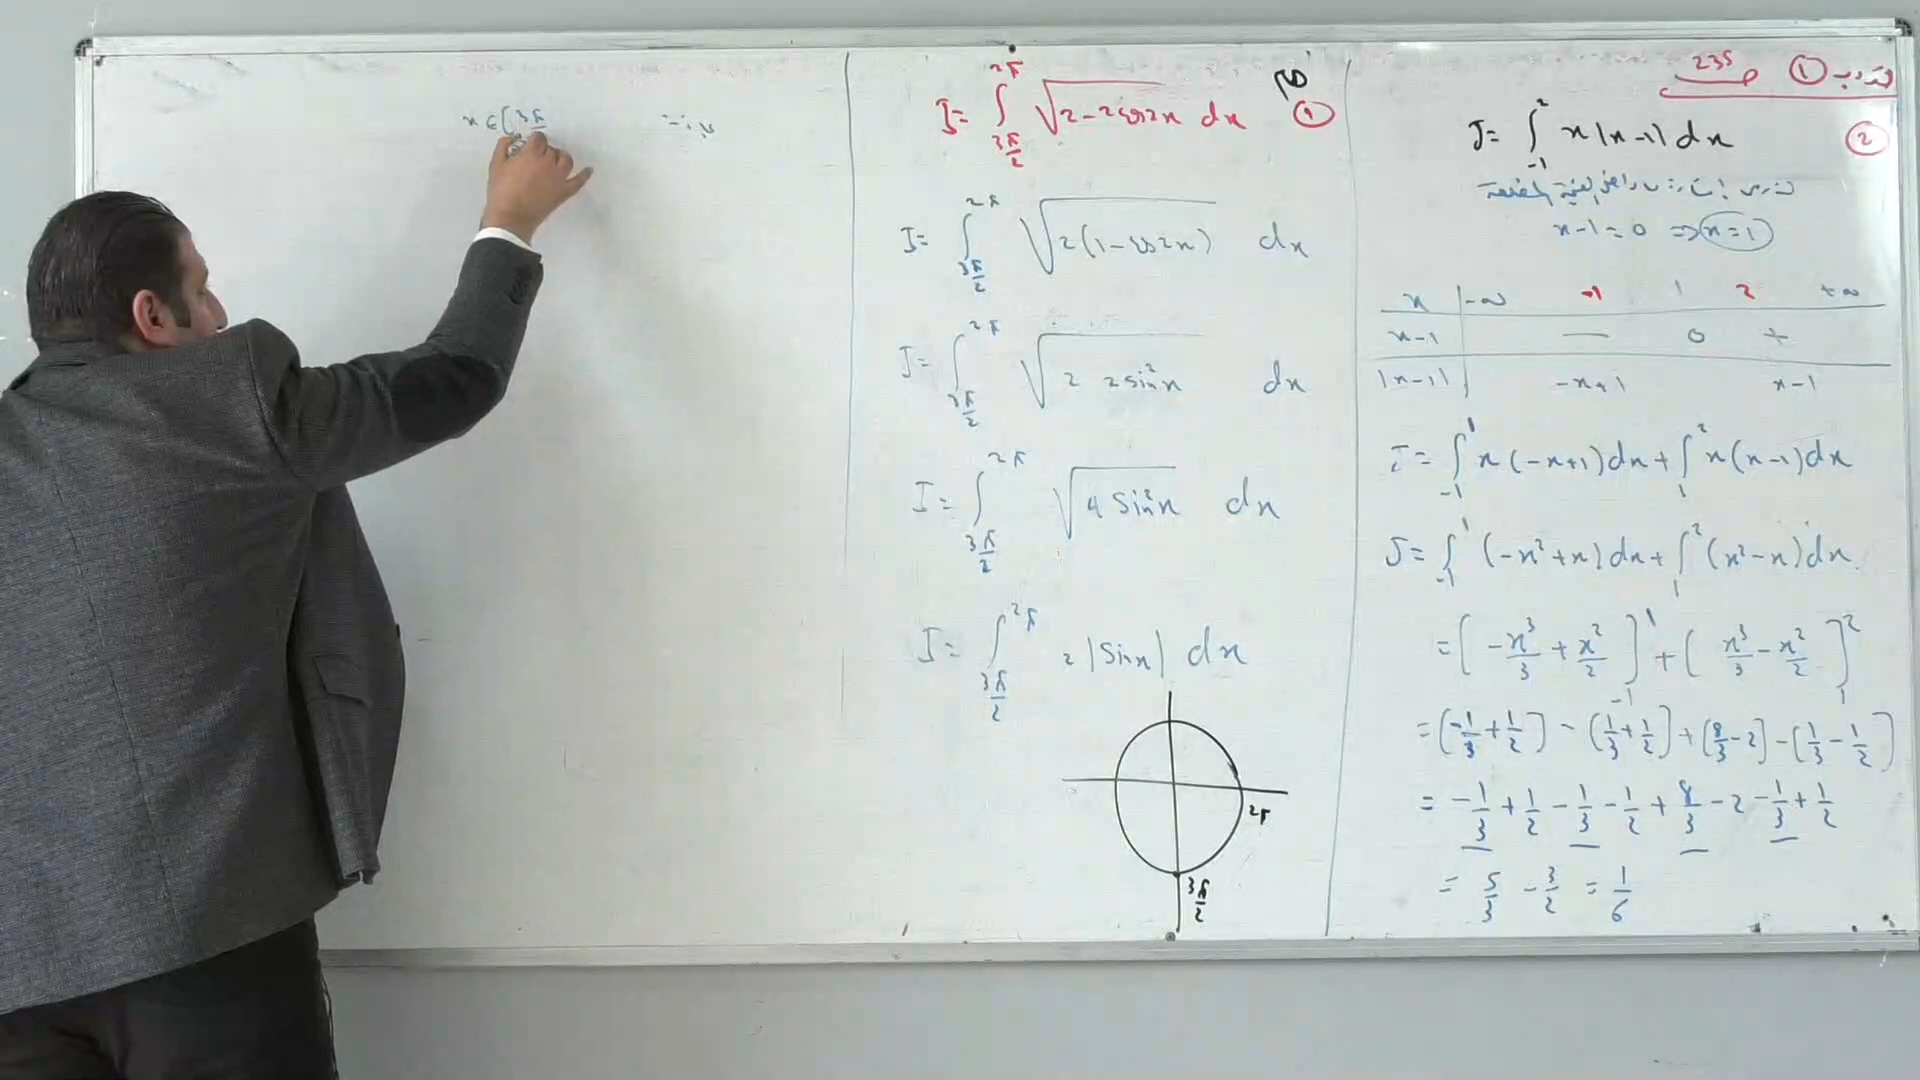 التدريب ① ص 235
② J = ∫_{-1}^{2} x|x-1| dx
x-1=0 ⇒ x=1
x | -∞ -1 1 2 +∞
x-1 | — 0 +
|x-1| | -x+1 x-1
J = ∫_{-1}^{1} x(-x+1)dx + ∫_{1}^{2} x(x-1)dx
J = ∫_{-1}^{1} (-x²+x)dx + ∫_{1}^{2} (x²-x)dx
= [-x³/3 + x²/2]_{-1}^{1} + [x³/3 - x²/2]_{1}^{2}
= (-1/3 + 1/2) - (1/3 + 1/2) + (8/3 - 2) - (1/3 - 1/2)
= -1/3 + 1/2 - 1/3 - 1/2 + 8/3 - 2 - 1/3 + 1/2
= 5/3 - 3/2 = 1/6
① I = ∫_{3π/2}^{2π} √(2-2cos2x) dx
I = ∫_{3π/2}^{2π} √(2(1-cos2x)) dx
I = ∫_{3π/2}^{2π} √(2 2sin²x) dx
I = ∫_{3π/2}^{2π} √(4 sin²x) dx
I = ∫_{3π/2}^{2π} 2|sinx| dx
2π
3π/2
x ∈ [3π